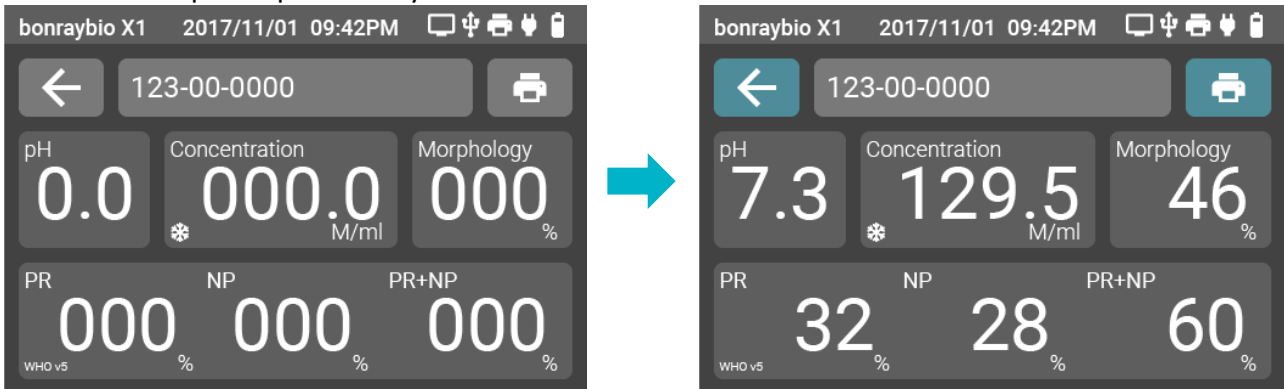 bonraybio X1 2017/11/01 09:42PM
123-00-0000
pH Concentration Morphology
0.0 000.0 000
M/ml %
PR NP PR+NP
000 000 000
WHO v5 % % %
bonraybio X1 2017/11/01 09:42PM
123-00-0000
pH Concentration Morphology
7.3 129.5 46
M/ml %
PR NP PR+NP
32 28 60
WHO v5 % % %